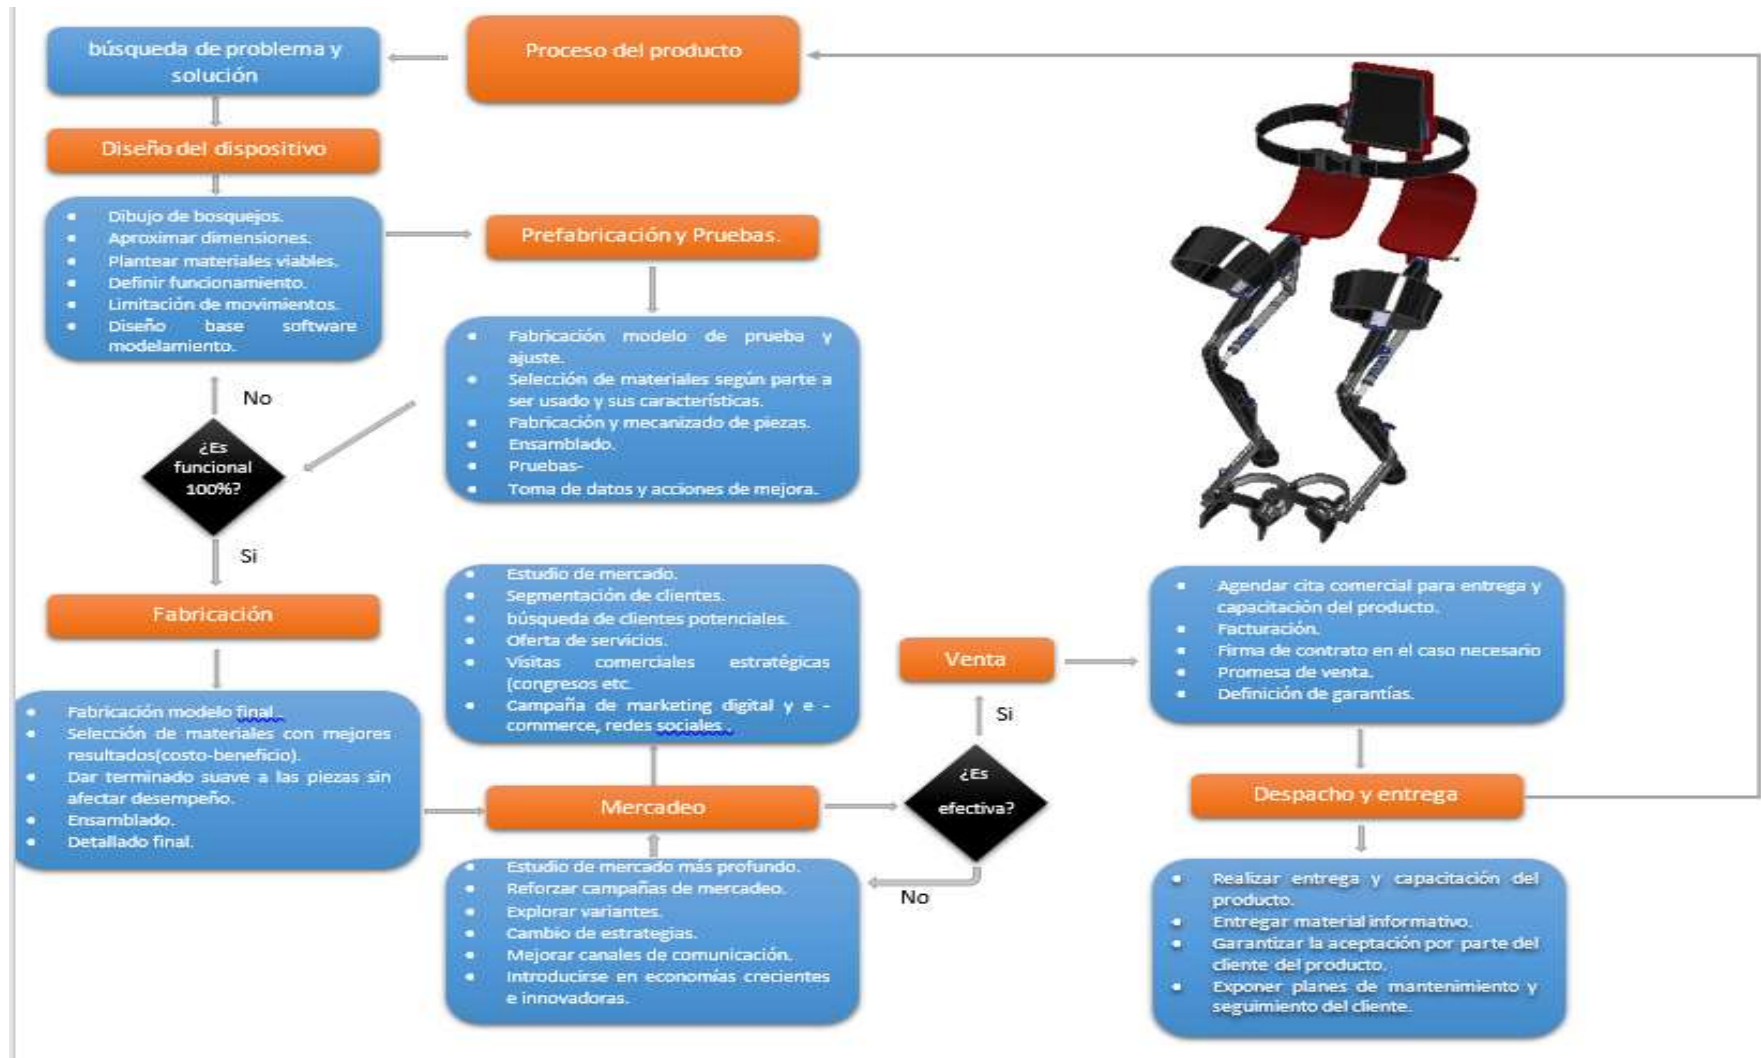 búsqueda de problema y
solución
Proceso del producto
Diseño del dispositivo
• Dibujo de bosquejos.
• Aproximar dimensiones.
• Plantear materiales viables.
• Definir funcionamiento.
• Limitación de movimientos.
• Diseño base software
modelamiento.
Prefabricación y Pruebas.
• Fabricación modelo de prueba y
ajuste.
• Selección de materiales según parte a
ser usado y sus características.
• Fabricación y mecanizado de piezas.
• Ensamblado.
• Pruebas-
• Toma de datos y acciones de mejora.
No
¿Es
funcional
100%?
Si
Fabricación
• Fabricación modelo final .
• Selección de materiales con mejores
resultados(costo-beneficio).
• Dar terminado suave a las piezas sin
afectar desempeño.
• Ensamblado.
• Detallado final.
• Estudio de mercado.
• Segmentación de clientes.
• búsqueda de clientes potenciales.
• Oferta de servicios.
• Visitas comerciales estratégicas
(congresos etc.
• Campaña de marketing digital y e -
commerce, redes sociales .
Mercadeo
• Estudio de mercado más profundo.
• Reforzar campañas de mercadeo.
• Explorar variantes.
• Cambio de estrategias.
• Mejorar canales de comunicación.
• Introducirse en economías crecientes
e innovadoras.
Venta
Si
¿Es
efectiva?
No
• Agendar cita comercial para entrega y
capacitación del producto.
• Facturación.
• Firma de contrato en el caso necesario
• Promesa de venta.
• Definición de garantías.
Despacho y entrega
• Realizar entrega y capacitación del
producto.
• Entregar material informativo.
• Garantizar la aceptación por parte del
cliente del producto.
• Exponer planes de mantenimiento y
seguimiento del cliente.